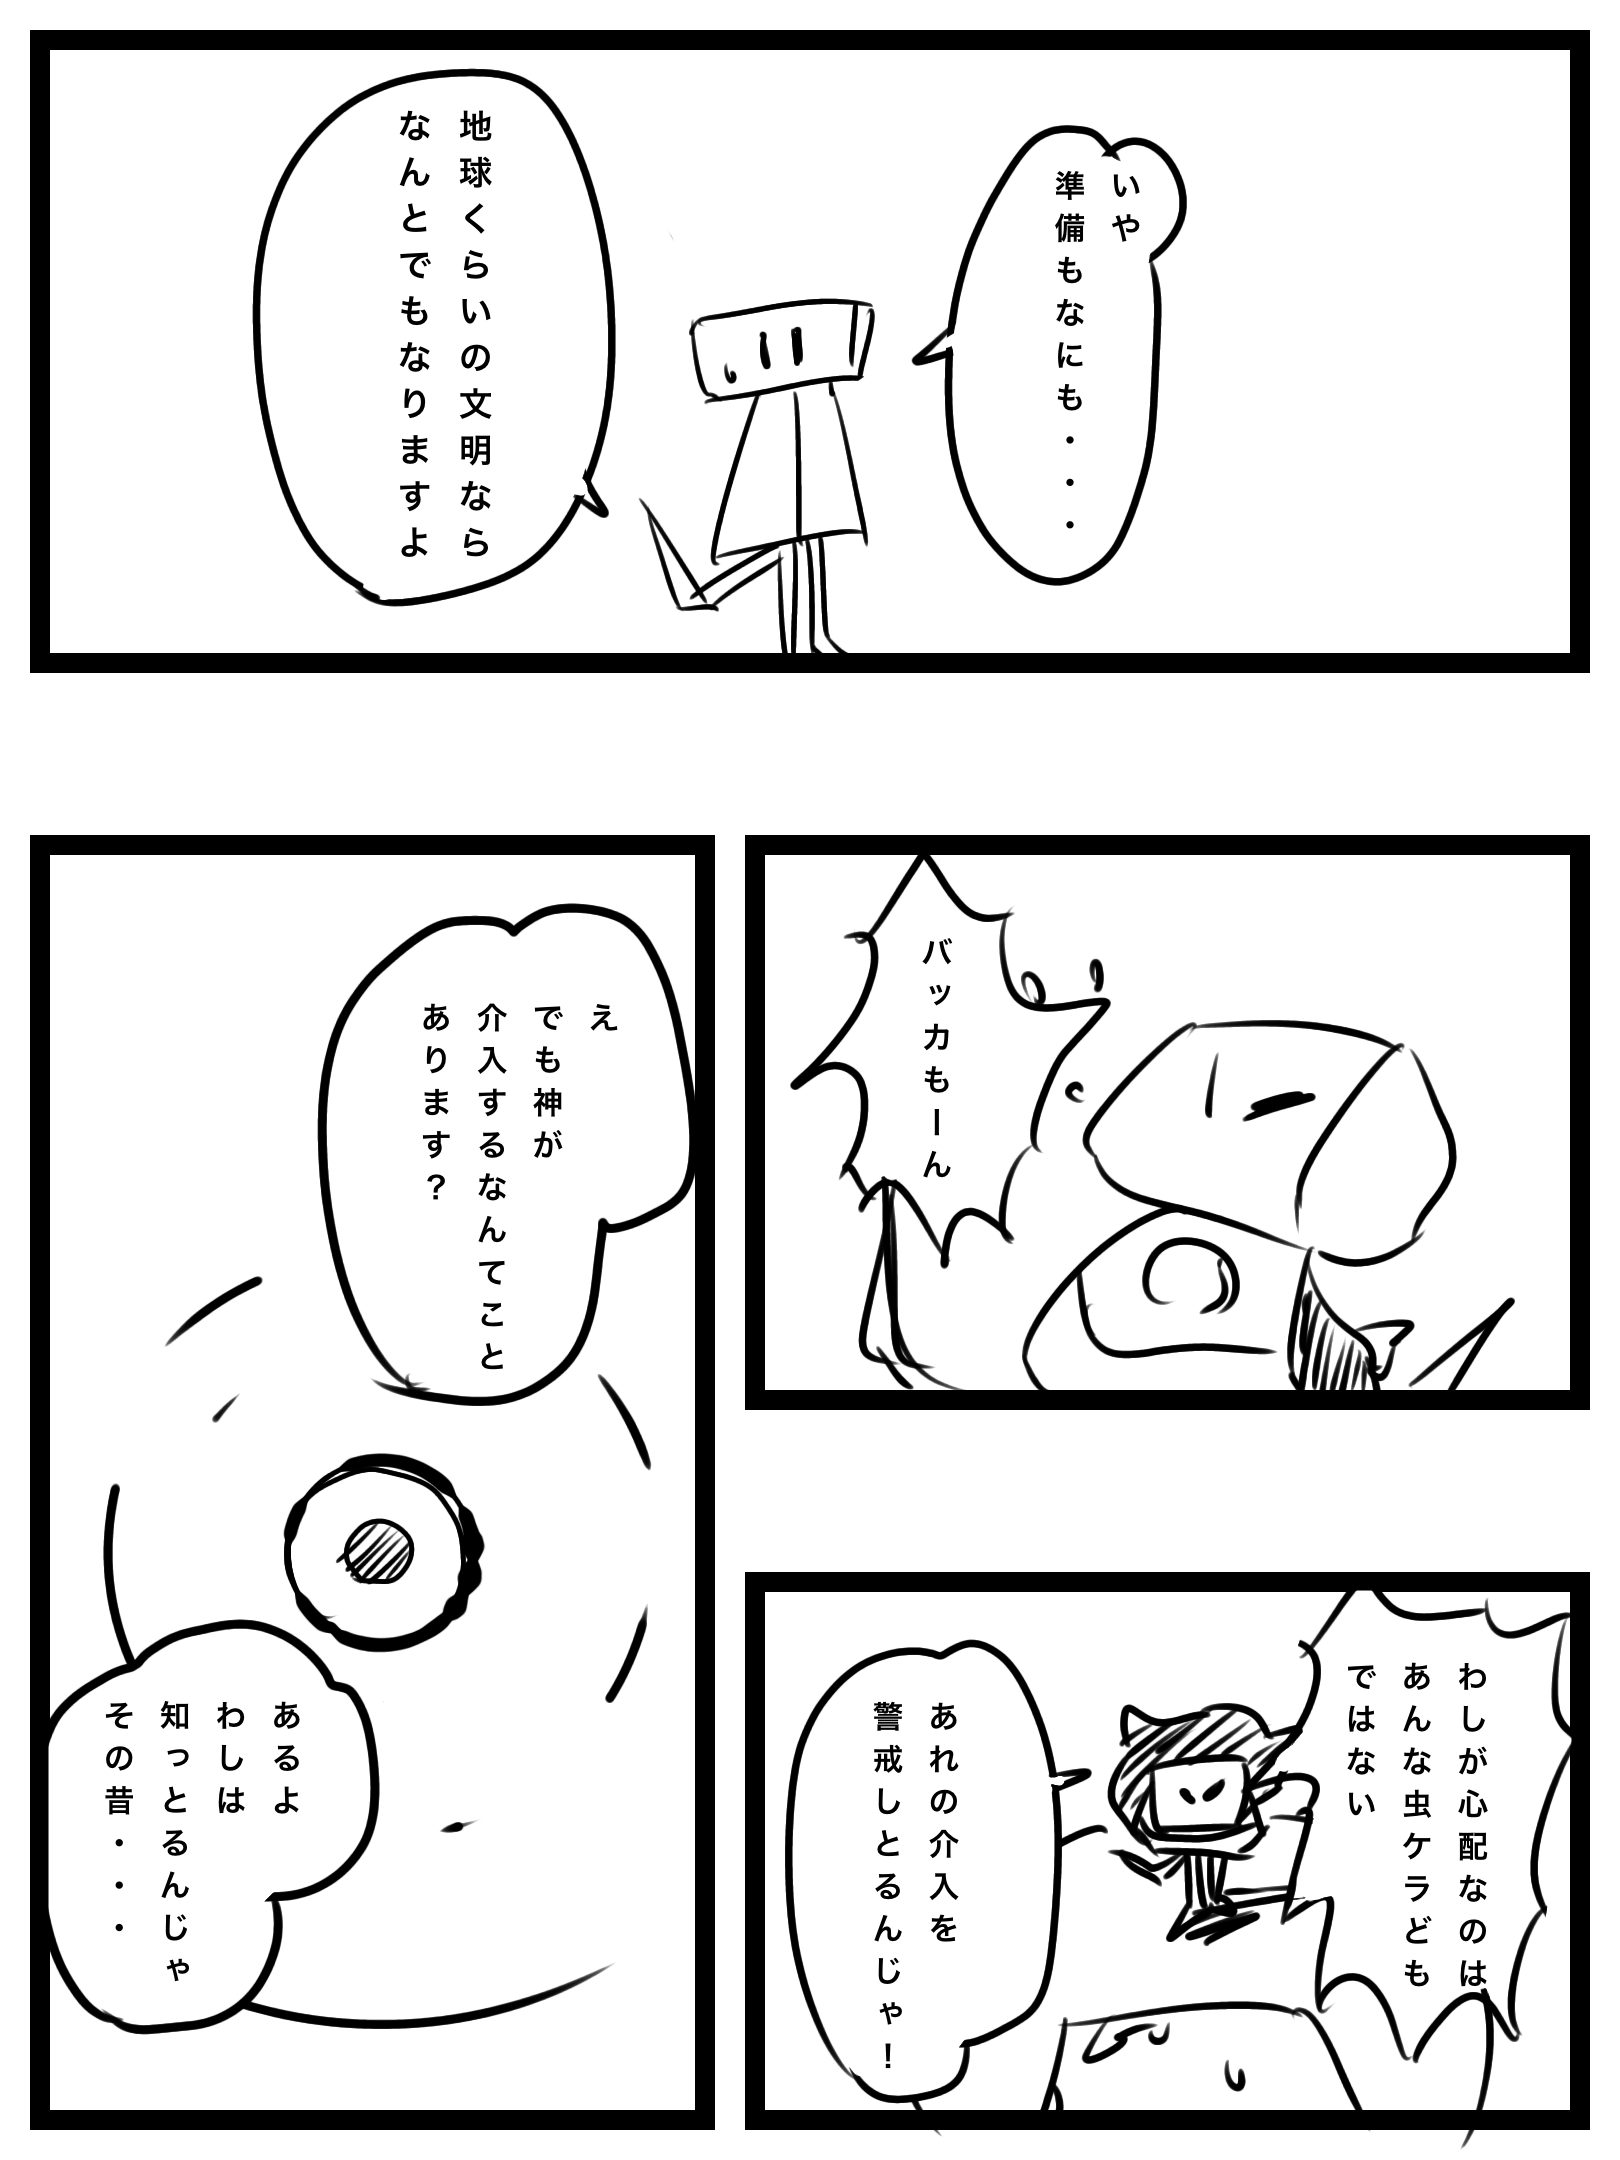 いや
準備もなにも・・・
地球くらいの文明なら
なんとでもなりますよ
バッカもーん
わしが心配なのは
あんな虫ケラども
ではない
あれの介入を
警戒しとるんじゃ！
え
でも神が
介入するなんてこと
あります？
あるよ
わしは
知っとるんじゃ
その昔・・・